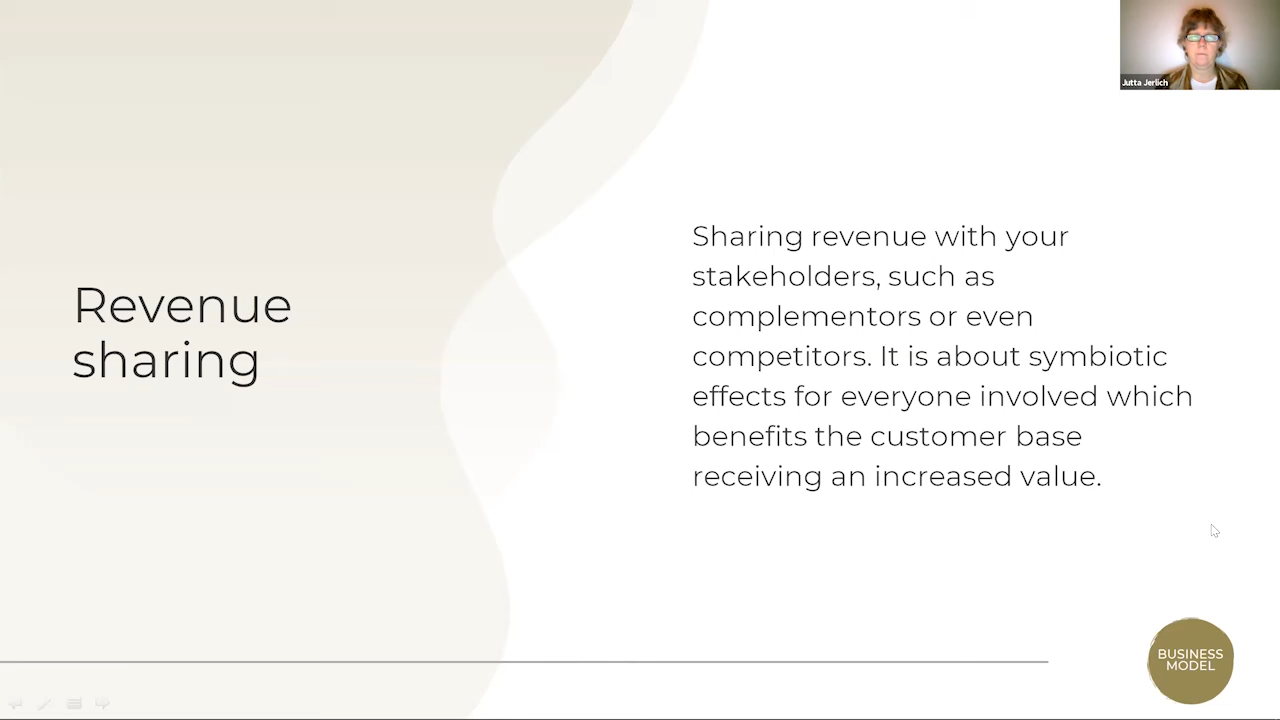 Jutta Jerlich
Revenue
sharing
Sharing revenue with your
stakeholders, such as
complementors or even
competitors. It is about symbiotic
effects for everyone involved which
benefits the customer base
receiving an increased value.
BUSINESS
MODEL